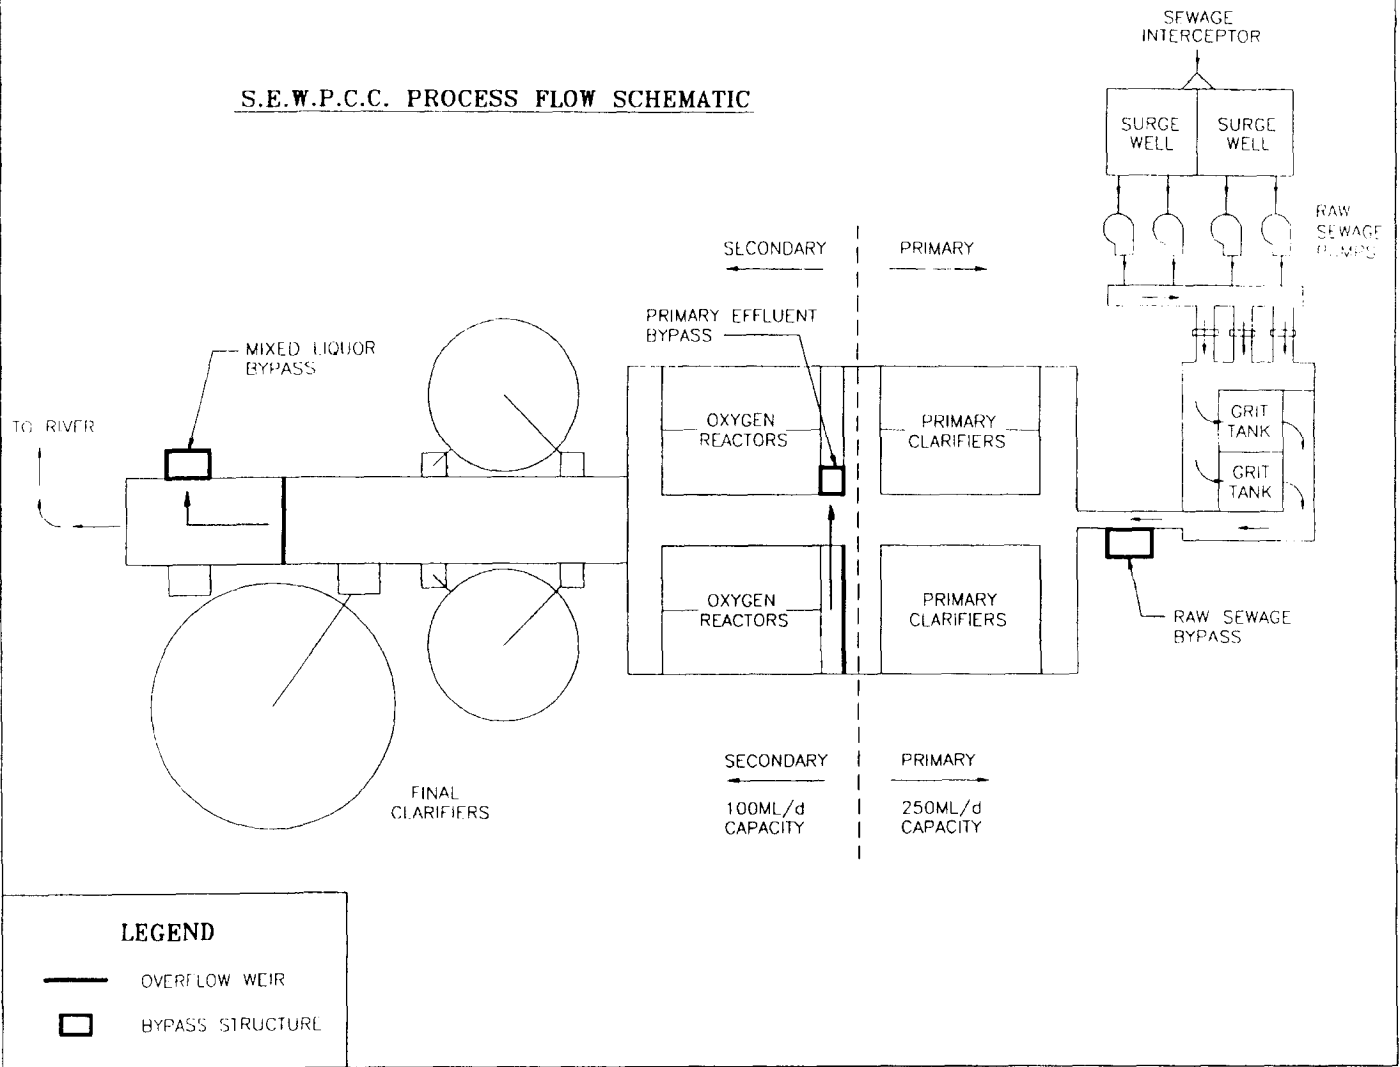 SEWAGE
INTERCEPTOR
S.E.W.P.C.C. PROCESS FLOW SCHEMATIC
SURGE
WELL
SURGE
WELL
RAW
SEWAGE
PUMPS
SECONDARY
PRIMARY
PRIMARY EFFLUENT
BYPASS
MIXED LIQUOR
BYPASS
TO RIVER
OXYGEN
REACTORS
PRIMARY
CLARIFIERS
GRIT
TANK
GRIT
TANK
OXYGEN
REACTORS
PRIMARY
CLARIFIERS
RAW SEWAGE
BYPASS
SECONDARY
PRIMARY
100ML/d
CAPACITY
250ML/d
CAPACITY
FINAL
CLARIFIERS
LEGEND
OVERFLOW WEIR
BYPASS STRUCTURE